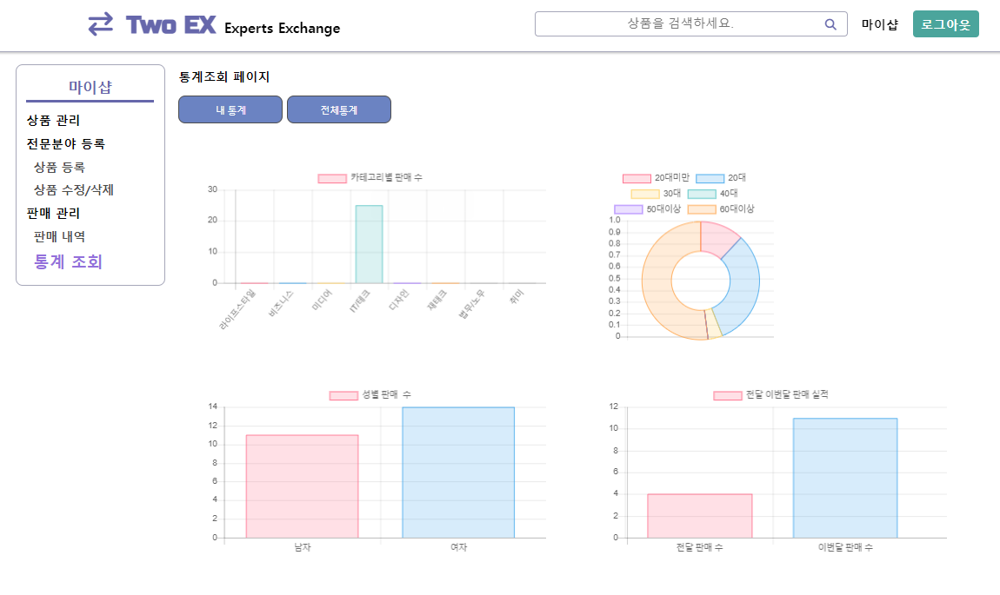 Two EX Experts Exchange
상품을 검색하세요.
마이샵
로그아웃
마이샵
상품 관리
전문분야 등록
상품 등록
상품 수정/삭제
판매 관리
판매 내역
통계 조회
통계조회 페이지
내 통계
전체통계
카테고리별 판매 수
30
20
10
0
라이프스타일
비즈니스
미디어
IT/테크
디자인
재테크
법무/노무
취미
20대미만
20대
30대
40대
50대이상
60대이상
1.0
0.9
0.8
0.7
0.6
0.5
0.4
0.3
0.2
0.1
0
성별 판매 수
14
12
10
8
6
4
2
0
남자
여자
전달 이번달 판매 실적
12
10
8
6
4
2
0
전달 판매 수
이번달 판매 수